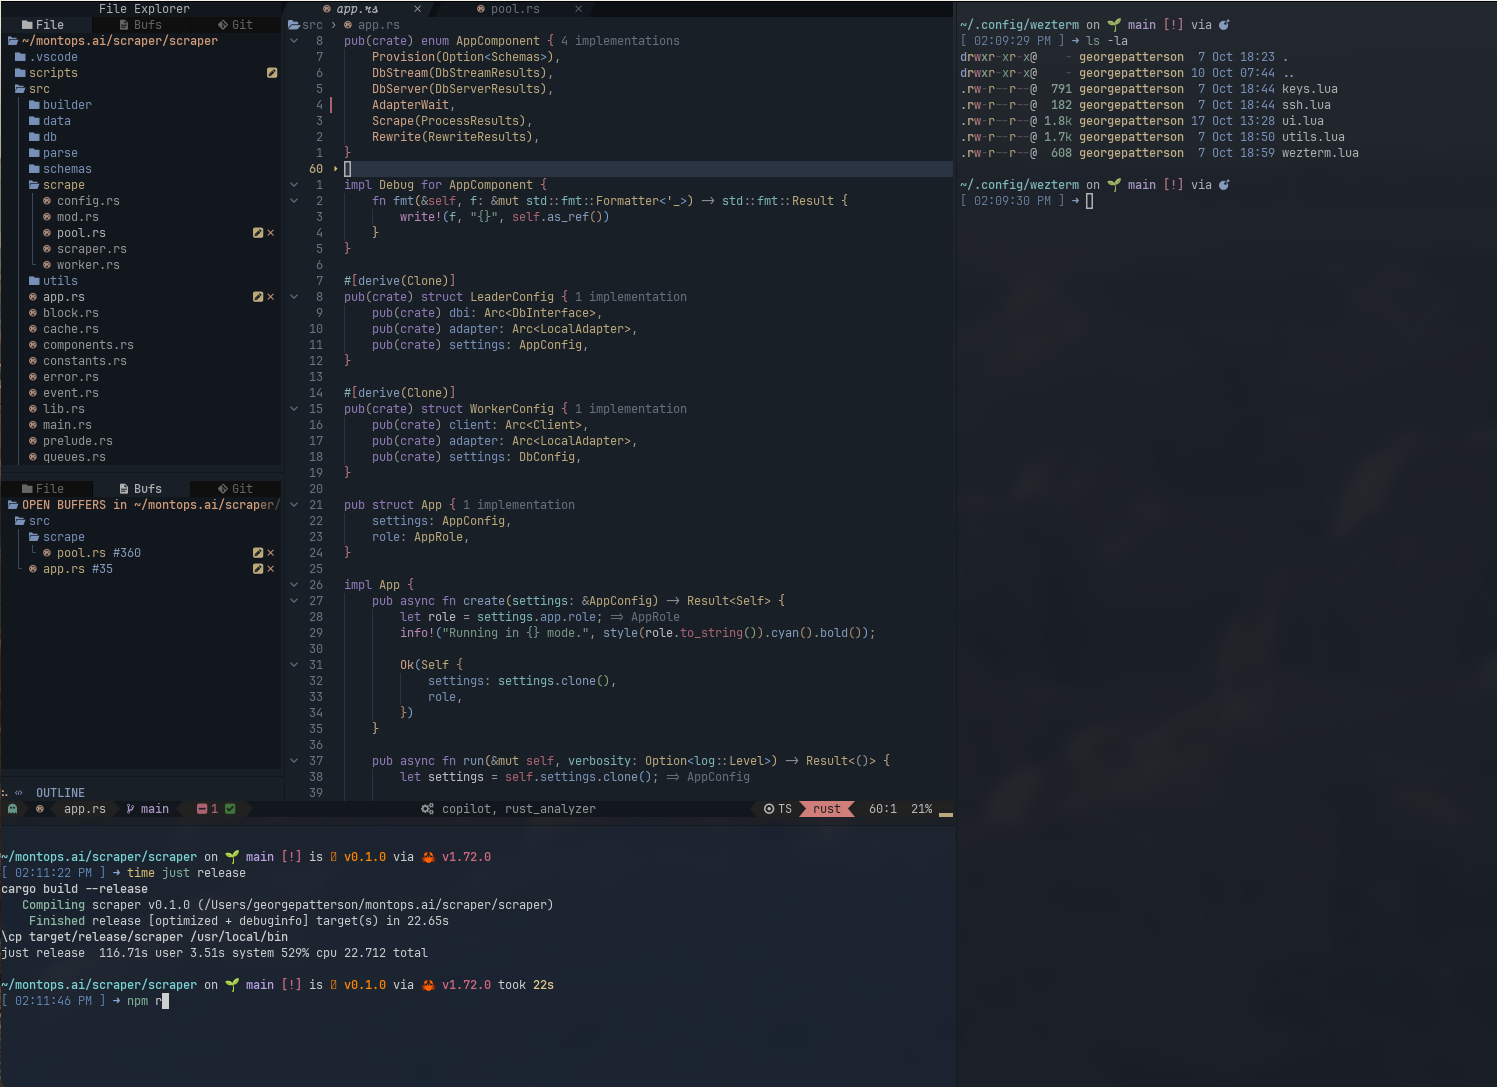 File Explorer
File Bufs Git
~/montops.ai/scraper/scraper
.vscode
scripts
src
builder
data
db
parse
schemas
scrape
config.rs
mod.rs
pool.rs
scraper.rs
worker.rs
utils
app.rs
block.rs
cache.rs
components.rs
constants.rs
error.rs
event.rs
lib.rs
main.rs
prelude.rs
queues.rs
File Bufs Git
OPEN BUFFERS in ~/montops.ai/scraper/
src
scrape
pool.rs #360
app.rs #35
OUTLINE
app.rs × pool.rs ×
src › app.rs
8 pub(crate) enum AppComponent { 4 implementations
7 Provision(Option<Schemas>),
6 DbStream(DbStreamResults),
5 DbServer(DbServerResults),
4 AdapterWait,
3 Scrape(ProcessResults),
2 Rewrite(RewriteResults),
1 }
60
1 impl Debug for AppComponent {
2 fn fmt(&self, f: &mut std::fmt::Formatter<'_>) -> std::fmt::Result {
3 write!(f, "{}", self.as_ref())
4 }
5 }
6
7 #[derive(Clone)]
8 pub(crate) struct LeaderConfig { 1 implementation
9 pub(crate) dbi: Arc<DbInterface>,
10 pub(crate) adapter: Arc<LocalAdapter>,
11 pub(crate) settings: AppConfig,
12 }
13
14 #[derive(Clone)]
15 pub(crate) struct WorkerConfig { 1 implementation
16 pub(crate) client: Arc<Client>,
17 pub(crate) adapter: Arc<LocalAdapter>,
18 pub(crate) settings: DbConfig,
19 }
20
21 pub struct App { 1 implementation
22 settings: AppConfig,
23 role: AppRole,
24 }
25
26 impl App {
27 pub async fn create(settings: &AppConfig) -> Result<Self> {
28 let role = settings.app.role; => AppRole
29 info!("Running in {} mode.", style(role.to_string()).cyan().bold());
30
31 Ok(Self {
32 settings: settings.clone(),
33 role,
34 })
35 }
36
37 pub async fn run(&mut self, verbosity: Option<log::Level>) -> Result<()> {
38 let settings = self.settings.clone(); => AppConfig
39
app.rs main 1 copilot, rust_analyzer TS rust 60:1 21%
~/montops.ai/scraper/scraper on 🌱 main [!] is v0.1.0 via 🦀 v1.72.0
[ 02:11:22 PM ] → time just release
cargo build --release
Compiling scraper v0.1.0 (/Users/georgepatterson/montops.ai/scraper/scraper)
Finished release [optimized + debuginfo] target(s) in 22.65s
\cp target/release/scraper /usr/local/bin
just release 116.71s user 3.51s system 529% cpu 22.712 total
~/montops.ai/scraper/scraper on 🌱 main [!] is v0.1.0 via 🦀 v1.72.0 took 22s
[ 02:11:46 PM ] → npm r
~/.config/wezterm on 🌱 main [!] via
[ 02:09:29 PM ] → ls -la
drwxr-xr-x@ - georgepatterson 7 Oct 18:23 .
drwxr-xr-x@ - georgepatterson 10 Oct 07:44 ..
.rw-r--r--@ 791 georgepatterson 7 Oct 18:44 keys.lua
.rw-r--r--@ 182 georgepatterson 7 Oct 18:44 ssh.lua
.rw-r--r--@ 1.8k georgepatterson 17 Oct 13:28 ui.lua
.rw-r--r--@ 1.7k georgepatterson 7 Oct 18:50 utils.lua
.rw-r--r--@ 608 georgepatterson 7 Oct 18:59 wezterm.lua
~/.config/wezterm on 🌱 main [!] via
[ 02:09:30 PM ] →